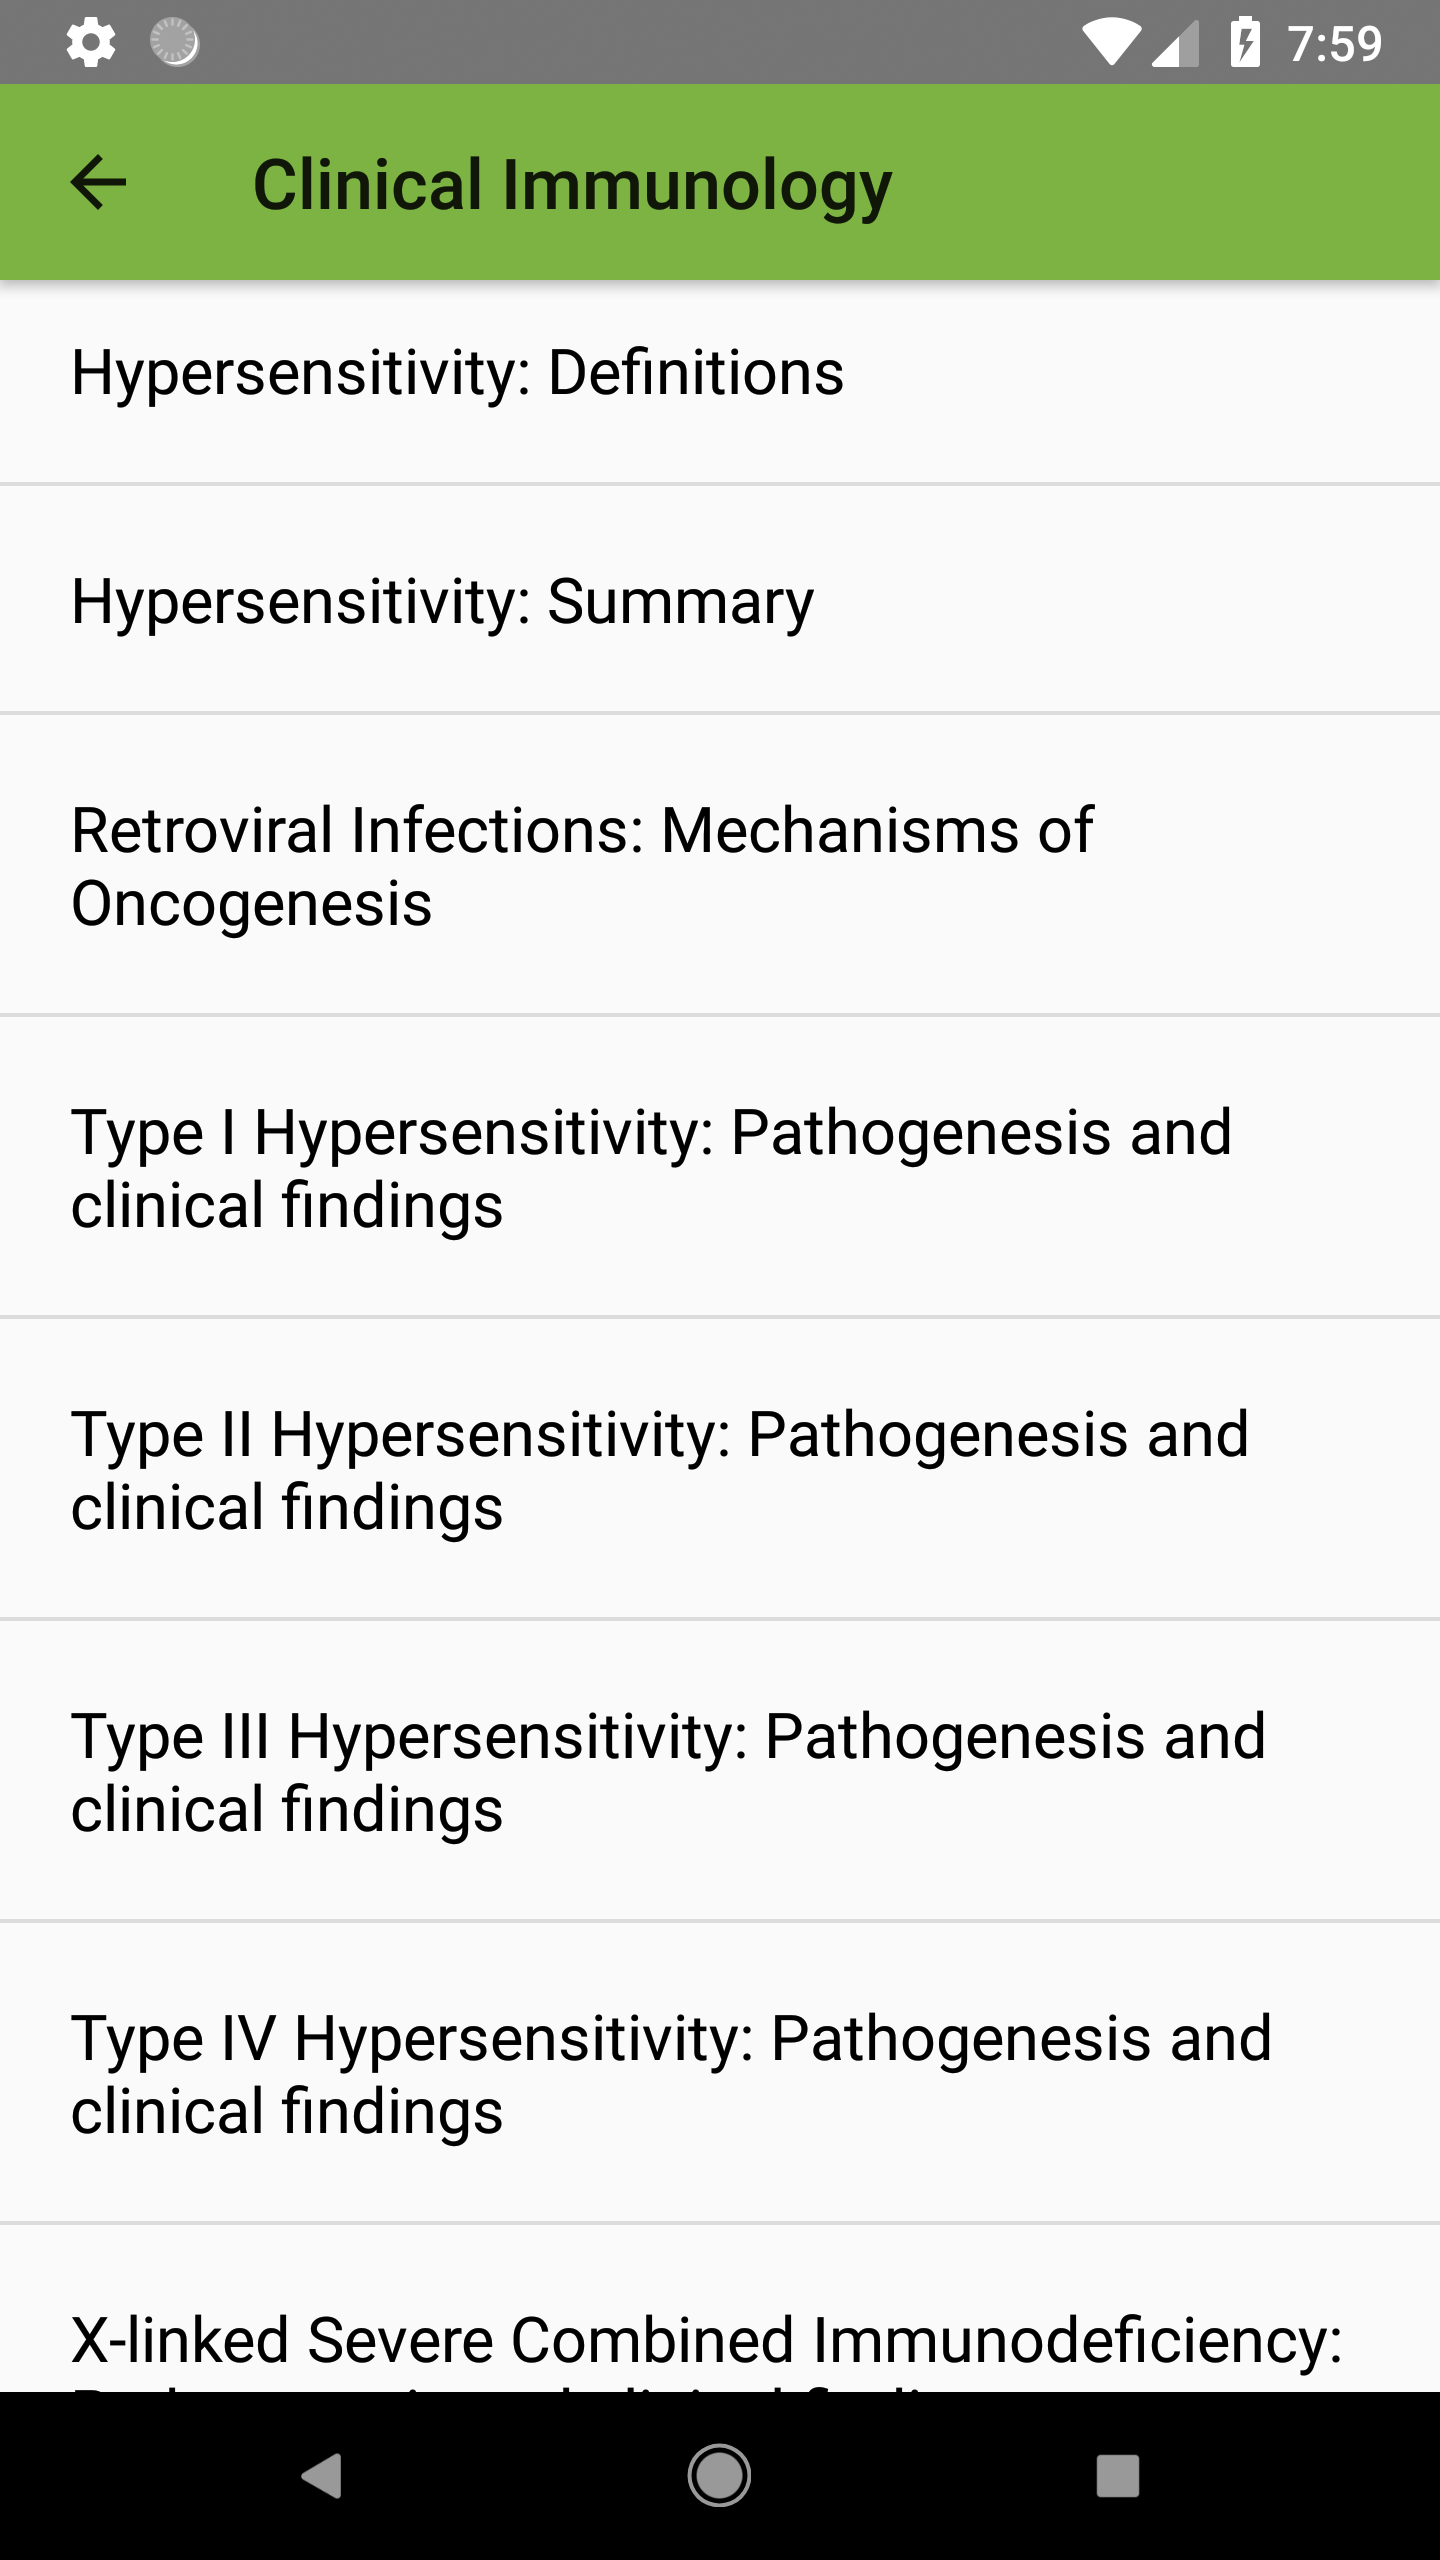 7:59
Clinical Immunology
Hypersensitivity: Definitions
Hypersensitivity: Summary
Retroviral Infections: Mechanisms of
Oncogenesis
Type I Hypersensitivity: Pathogenesis and
clinical findings
Type II Hypersensitivity: Pathogenesis and
clinical findings
Type III Hypersensitivity: Pathogenesis and
clinical findings
Type IV Hypersensitivity: Pathogenesis and
clinical findings
X-linked Severe Combined Immunodeficiency: